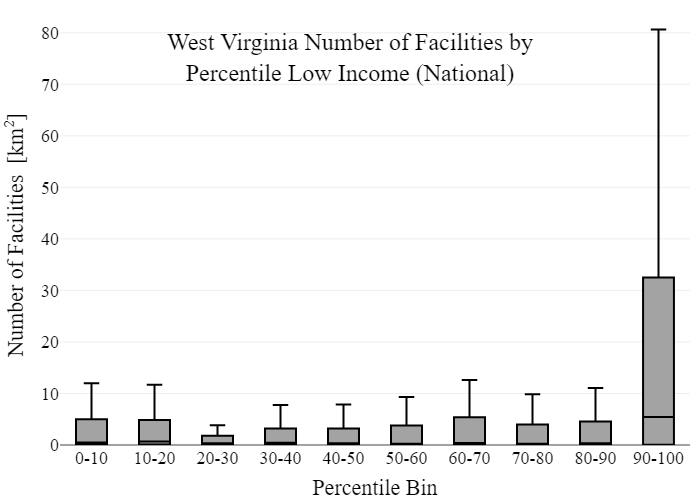 West Virginia Number of Facilities by
Percentile Low Income (National)
Number of Facilities [km²]
80
70
60
50
40
30
20
10
0
0-10 10-20 20-30 30-40 40-50 50-60 60-70 70-80 80-90 90-100
Percentile Bin